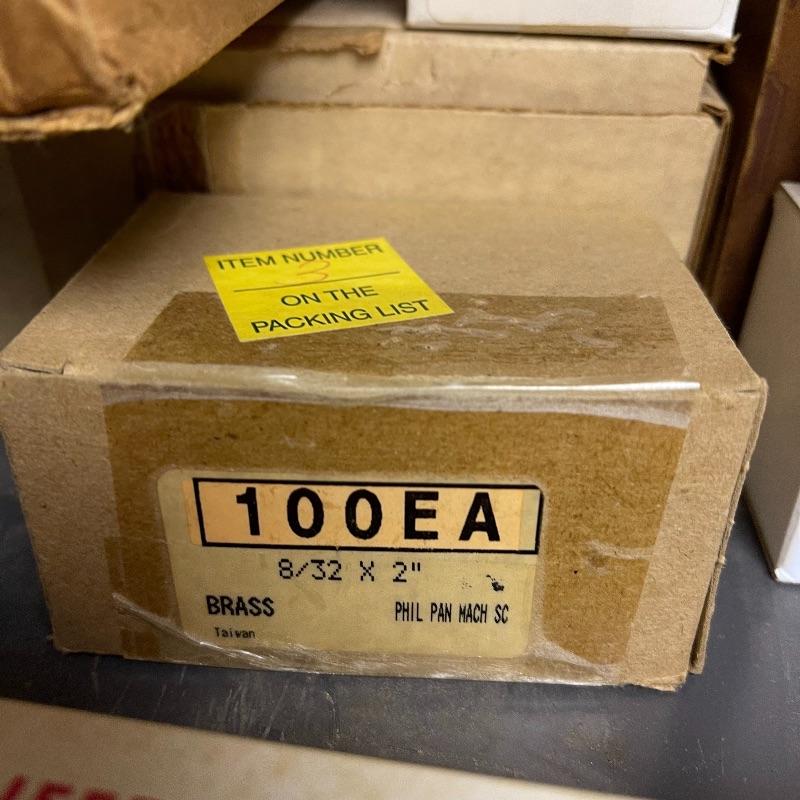 ITEM NUMBER
3
ON THE
PACKING LIST
100EA
8/32 X 2"
BRASS
PHIL PAN MACH SC
Taiwan